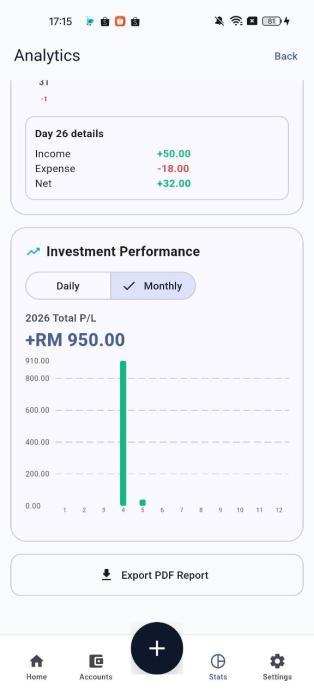 17:15
81
Analytics
Back
31
-1
Day 26 details
Income +50.00
Expense -18.00
Net +32.00
Investment Performance
Daily
Monthly
2026 Total P/L
+RM 950.00
910.00
800.00
600.00
400.00
200.00
0.00
1 2 3 4 5 6 7 8 9 10 11 12
Export PDF Report
Home
Accounts
Stats
Settings